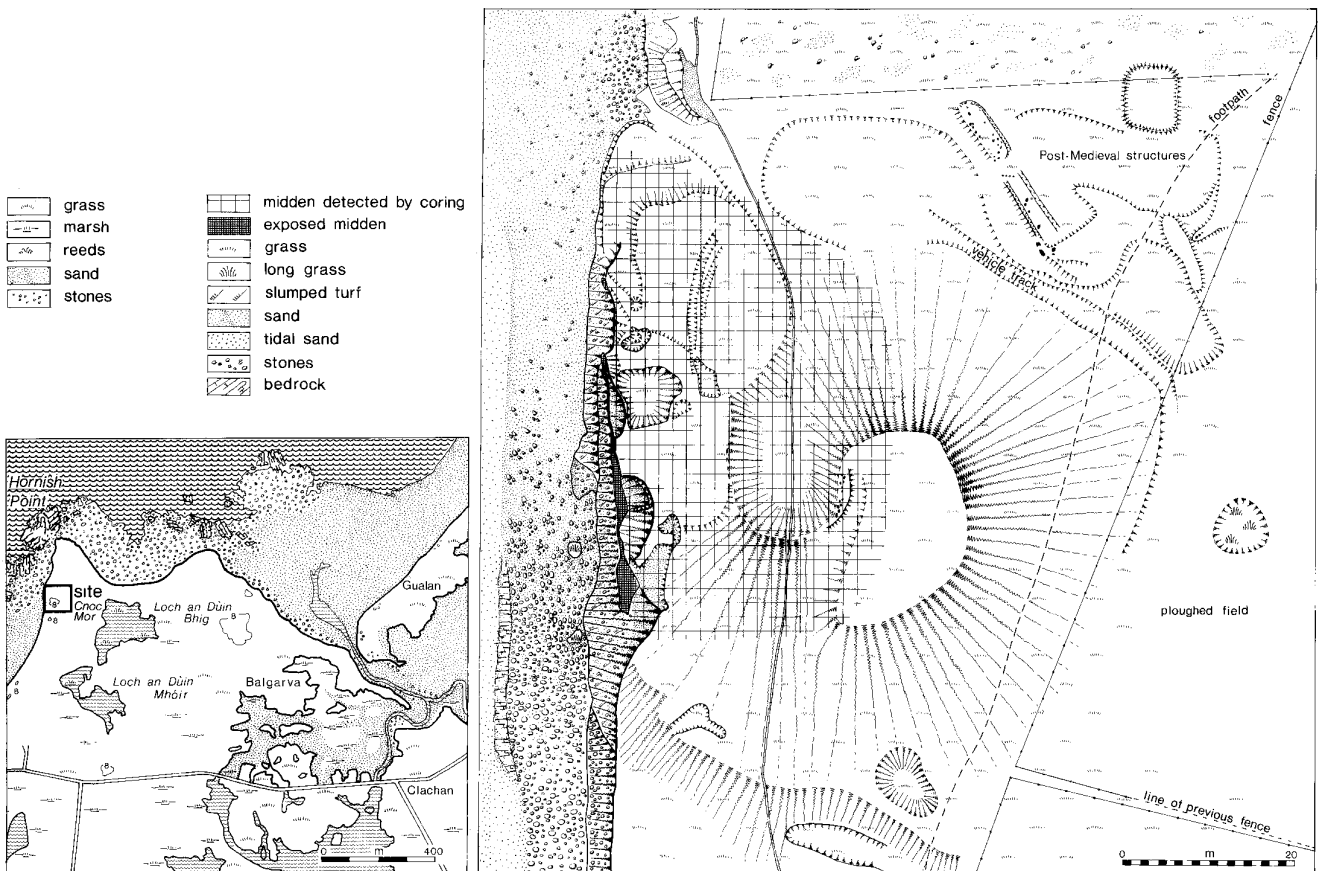 grass
marsh
reeds
sand
stones
midden detected by coring
exposed midden
grass
long grass
slumped turf
sand
tidal sand
stones
bedrock
Hornish
Point
site
Cnoc
Mor
Loch an Dùin
Bhig
Gualan
Loch an Dùin
Mhòir
Balgarva
Clachan
0 m 400
footpath
fence
Post-Medieval structures
vehicle track
ploughed field
line of previous fence
0 m 20